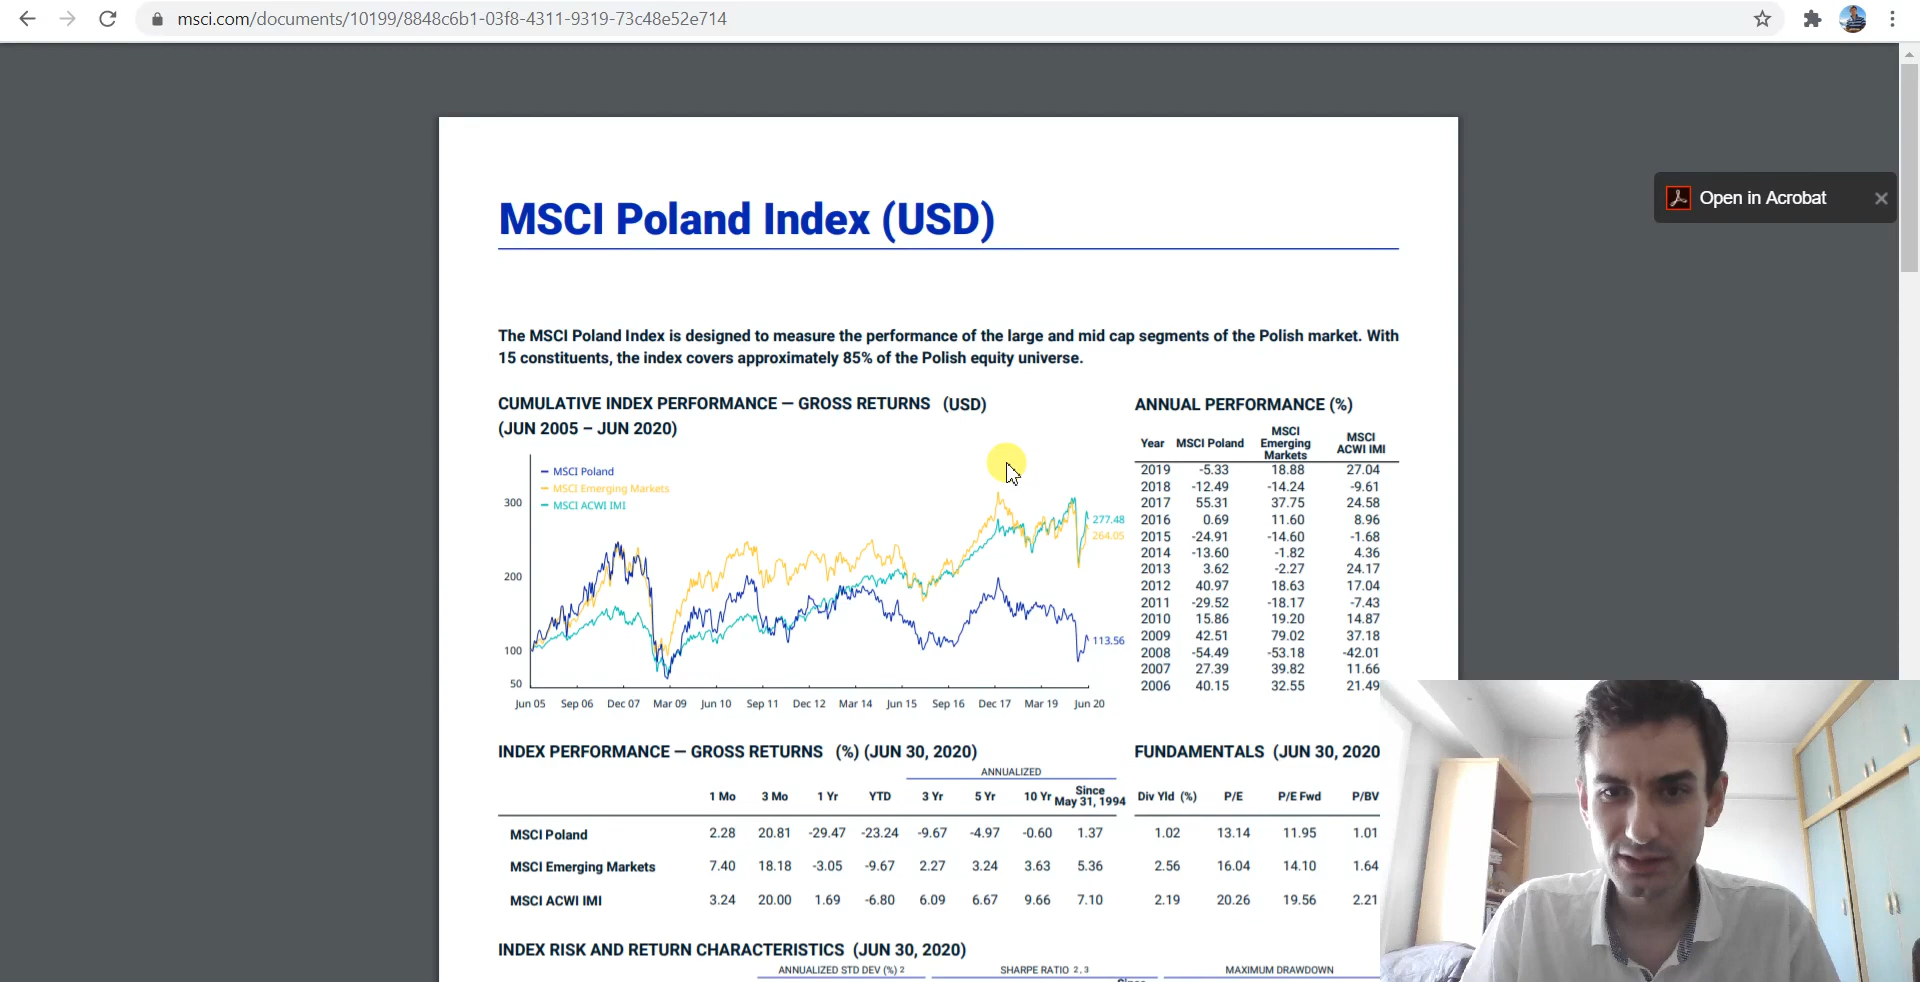 msci.com/documents/10199/8848c6b1-03f8-4311-9319-73c48e52e714
Open in Acrobat
MSCI Poland Index (USD)
The MSCI Poland Index is designed to measure the performance of the large and mid cap segments of the Polish market. With
15 constituents, the index covers approximately 85% of the Polish equity universe.
CUMULATIVE INDEX PERFORMANCE — GROSS RETURNS (USD)
(JUN 2005 – JUN 2020)
MSCI Poland
MSCI Emerging Markets
MSCI ACWI IMI
300
200
100
50
277.48
264.05
113.56
Jun 05 Sep 06 Dec 07 Mar 09 Jun 10 Sep 11 Dec 12 Mar 14 Jun 15 Sep 16 Dec 17 Mar 19 Jun 20
ANNUAL PERFORMANCE (%)
Year MSCI Poland MSCI Emerging Markets MSCI ACWI IMI
2019 -5.33 18.88 27.04
2018 -12.49 -14.24 -9.61
2017 55.31 37.75 24.58
2016 0.69 11.60 8.96
2015 -24.91 -14.60 -1.68
2014 -13.60 -1.82 4.36
2013 3.62 -2.27 24.17
2012 40.97 18.63 17.04
2011 -29.52 -18.17 -7.43
2010 15.86 19.20 14.87
2009 42.51 79.02 37.18
2008 -54.49 -53.18 -42.01
2007 27.39 39.82 11.66
2006 40.15 32.55 21.49
INDEX PERFORMANCE — GROSS RETURNS (%) (JUN 30, 2020)
ANNUALIZED
1 Mo 3 Mo 1 Yr YTD 3 Yr 5 Yr 10 Yr Since May 31, 1994
MSCI Poland 2.28 20.81 -29.47 -23.24 -9.67 -4.97 -0.60 1.37
MSCI Emerging Markets 7.40 18.18 -3.05 -9.67 2.27 3.24 3.63 5.36
MSCI ACWI IMI 3.24 20.00 1.69 -6.80 6.09 6.67 9.66 7.10
FUNDAMENTALS (JUN 30, 2020
Div Yld (%) P/E P/E Fwd P/BV
1.02 13.14 11.95 1.01
2.56 16.04 14.10 1.64
2.19 20.26 19.56 2.21
INDEX RISK AND RETURN CHARACTERISTICS (JUN 30, 2020)
ANNUALIZED STD DEV (%) 2 SHARPE RATIO 2, 3 MAXIMUM DRAWDOWN